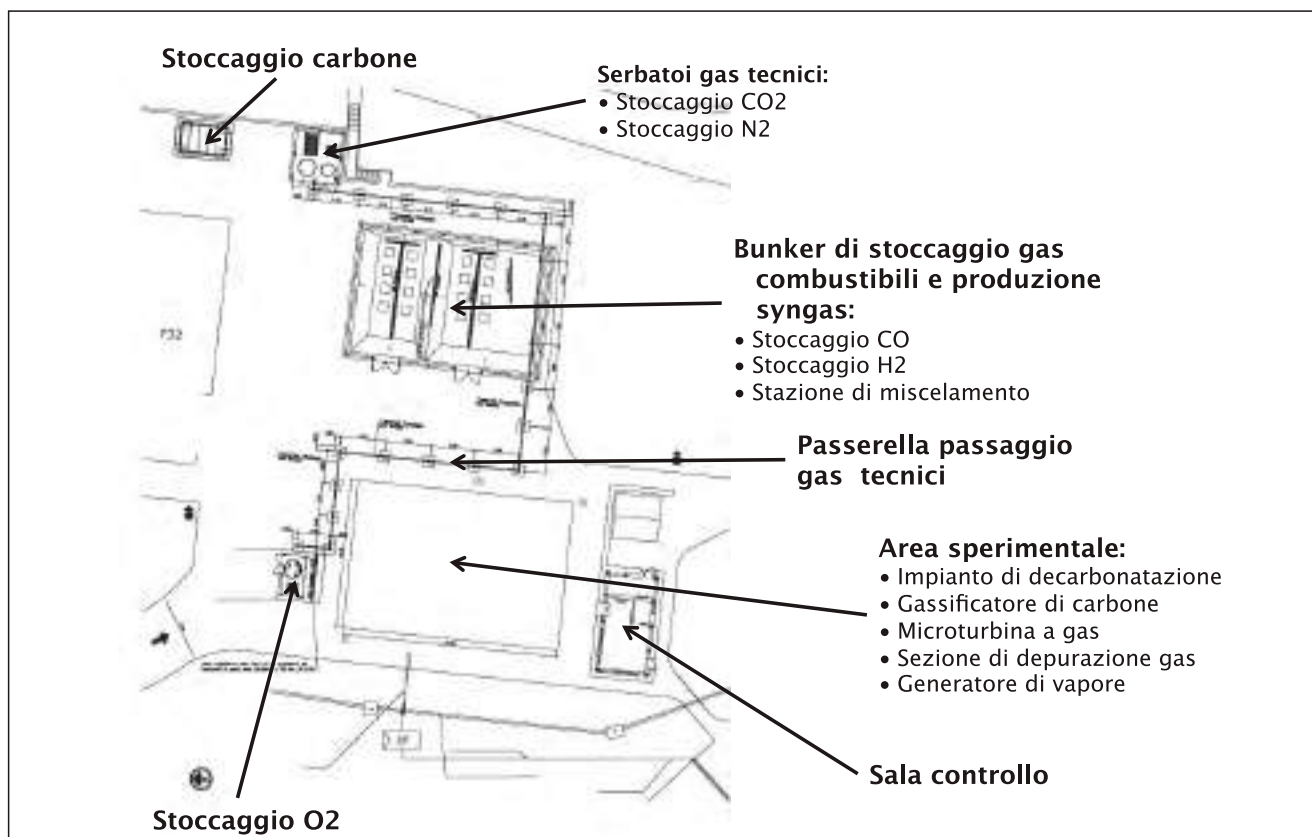 Stoccaggio carbone
Serbatoi gas tecnici:
• Stoccaggio CO2
• Stoccaggio N2
Bunker di stoccaggio gas
combustibili e produzione
syngas:
• Stoccaggio CO
• Stoccaggio H2
• Stazione di miscelamento
Passerella passaggio
gas tecnici
Area sperimentale:
• Impianto di decarbonatazione
• Gassificatore di carbone
• Microturbina a gas
• Sezione di depurazione gas
• Generatore di vapore
Sala controllo
Stoccaggio O2